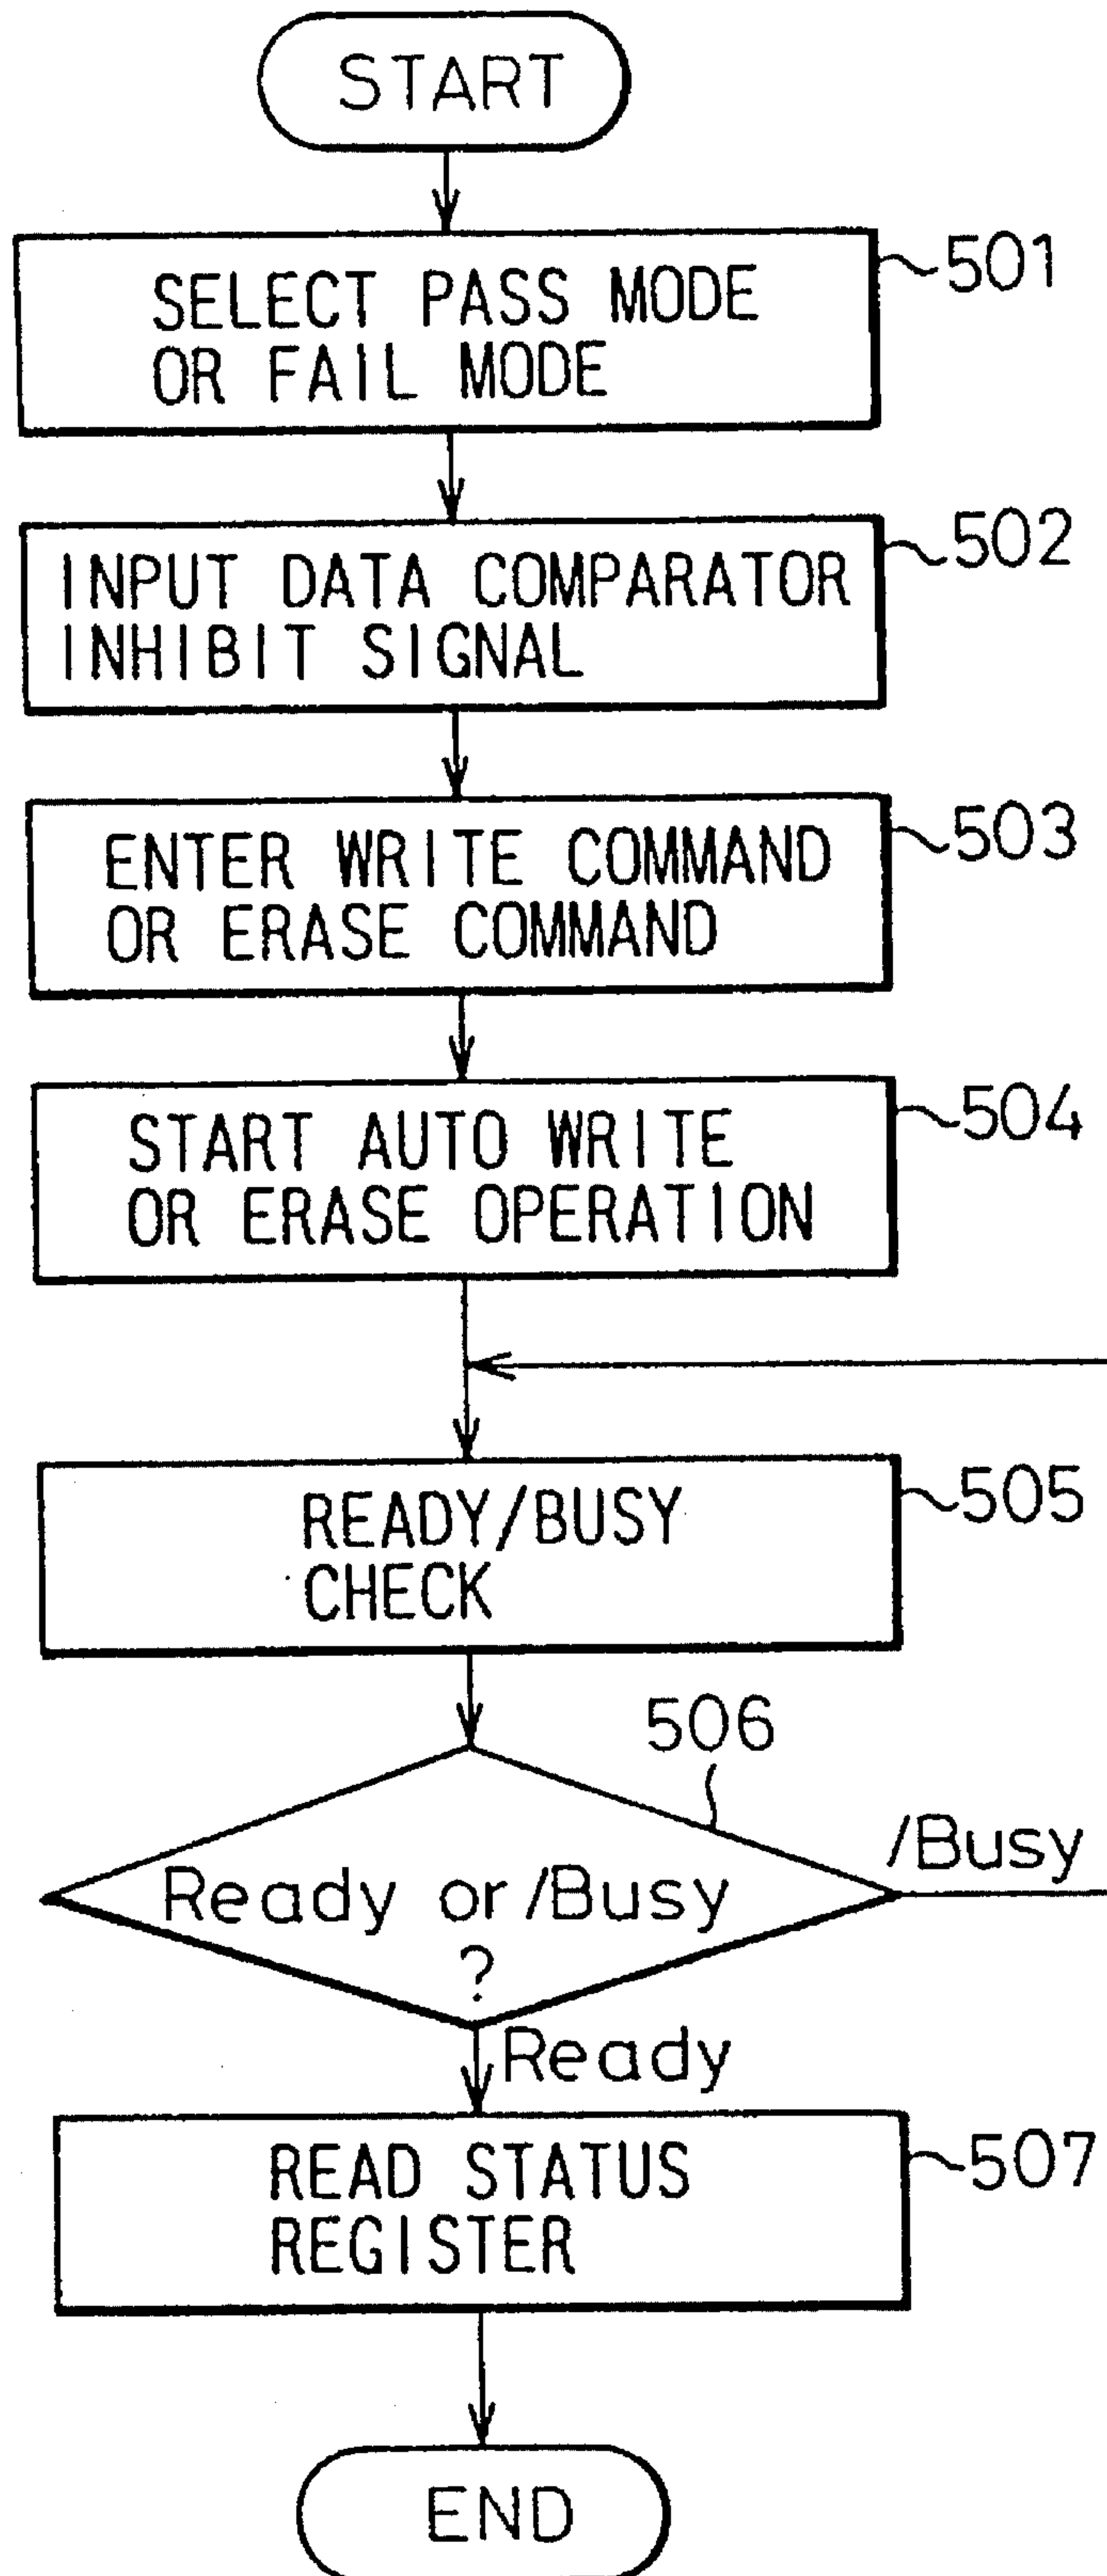 START
SELECT PASS MODE
OR FAIL MODE
501
INPUT DATA COMPARATOR
INHIBIT SIGNAL
502
ENTER WRITE COMMAND
OR ERASE COMMAND
503
START AUTO WRITE
OR ERASE OPERATION
504
READY/BUSY
CHECK
505
506
Ready or /Busy
?
/Busy
Ready
READ STATUS
REGISTER
507
END